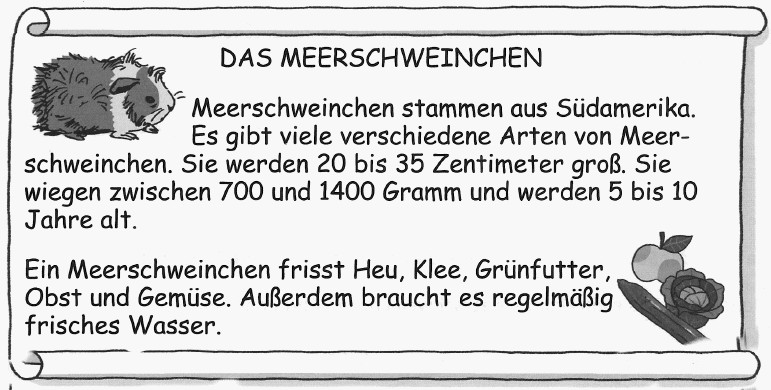 DAS MEERSCHWEINCHEN
Meerschweinchen stammen aus Südamerika.
Es gibt viele verschiedene Arten von Meer-
schweinchen. Sie werden 20 bis 35 Zentimeter groß. Sie
wiegen zwischen 700 und 1400 Gramm und werden 5 bis 10
Jahre alt.
Ein Meerschweinchen frisst Heu, Klee, Grünfutter,
Obst und Gemüse. Außerdem braucht es regelmäßig
frisches Wasser.